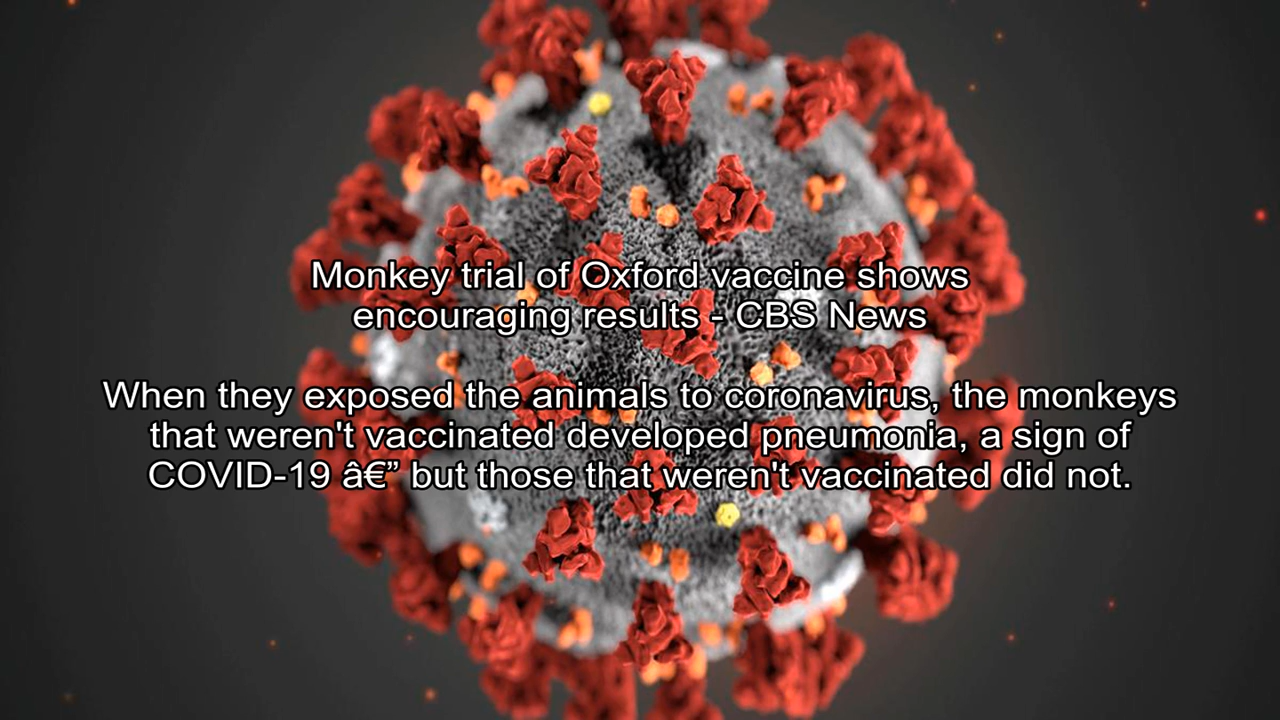 Monkey trial of Oxford vaccine shows
encouraging results - CBS News
When they exposed the animals to coronavirus, the monkeys
that weren't vaccinated developed pneumonia, a sign of
COVID-19 â€” but those that weren't vaccinated did not.